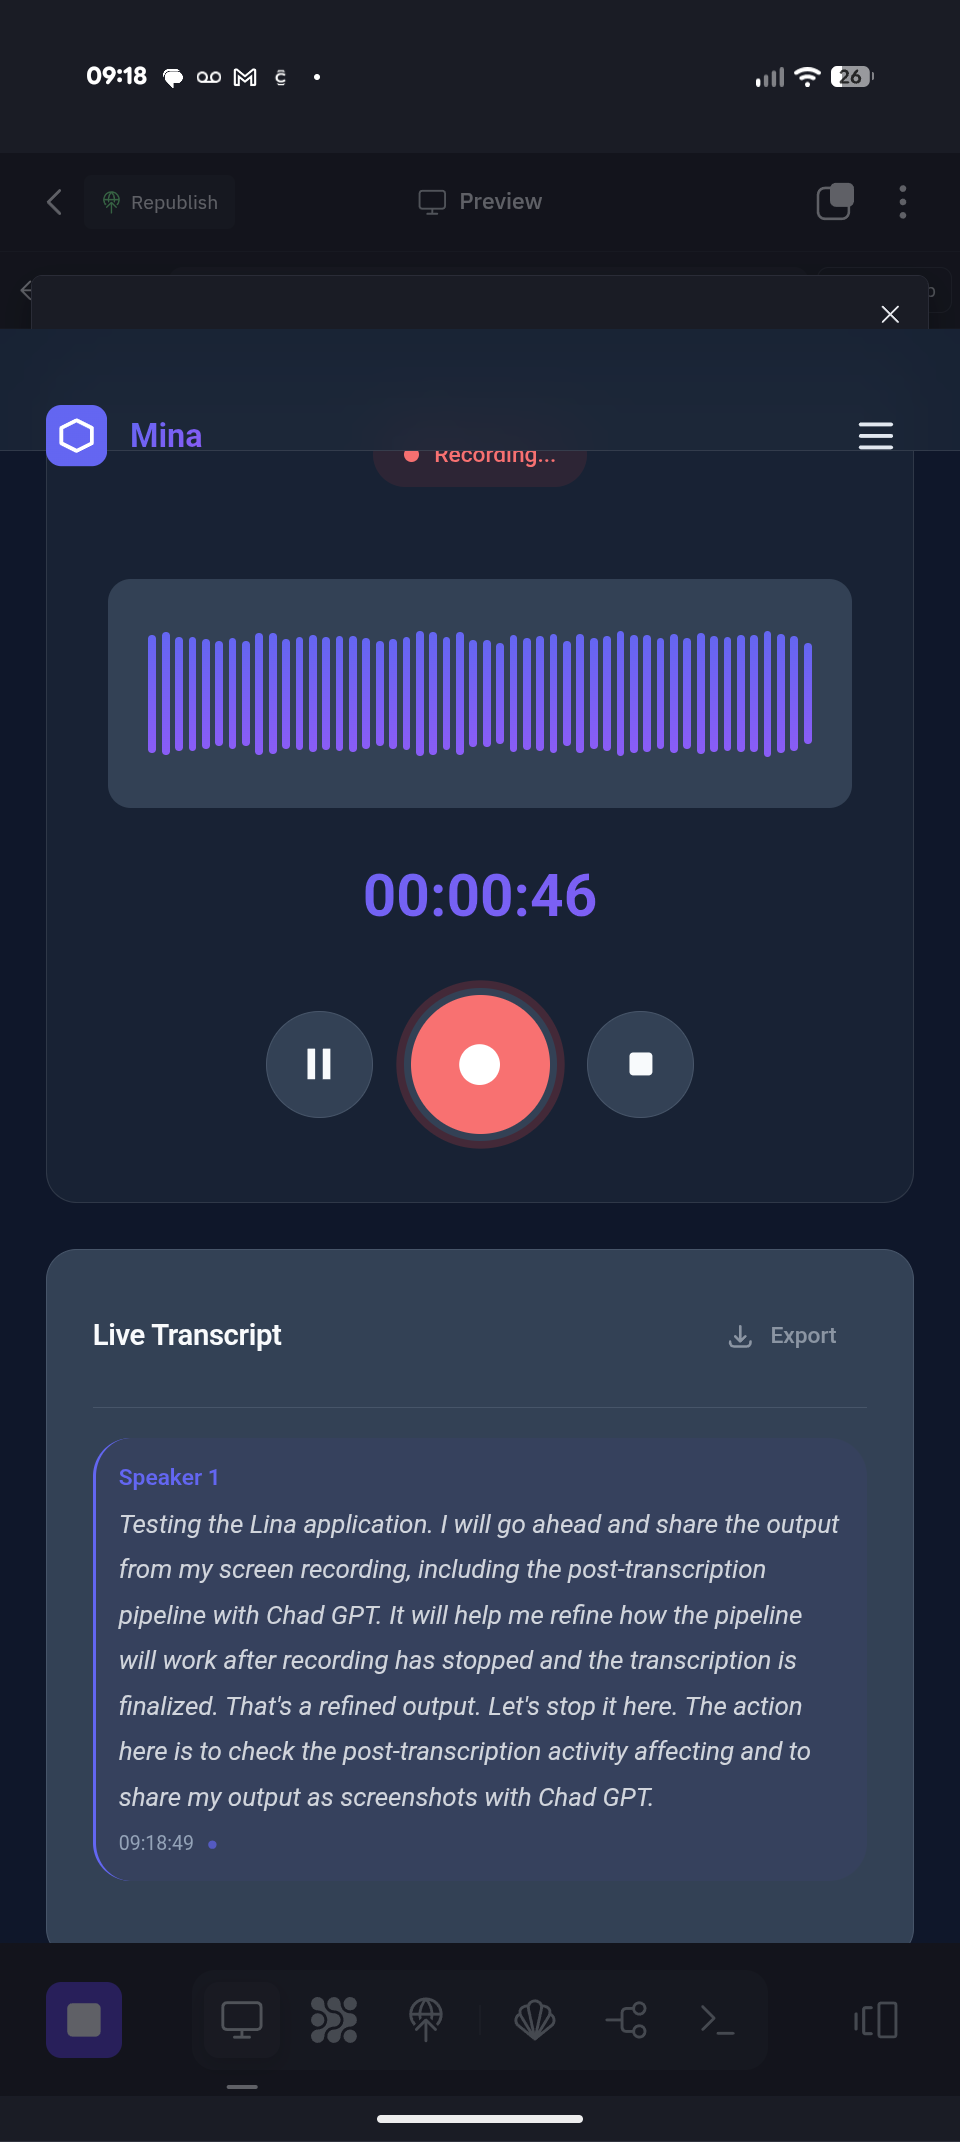 09:18
26
Republish
Preview
Mina
Recording...
00:00:46
Live Transcript
Export
Speaker 1
Testing the Lina application. I will go ahead and share the output
from my screen recording, including the post-transcription
pipeline with Chad GPT. It will help me refine how the pipeline
will work after recording has stopped and the transcription is
finalized. That's a refined output. Let's stop it here. The action
here is to check the post-transcription activity affecting and to
share my output as screenshots with Chad GPT.
09:18:49